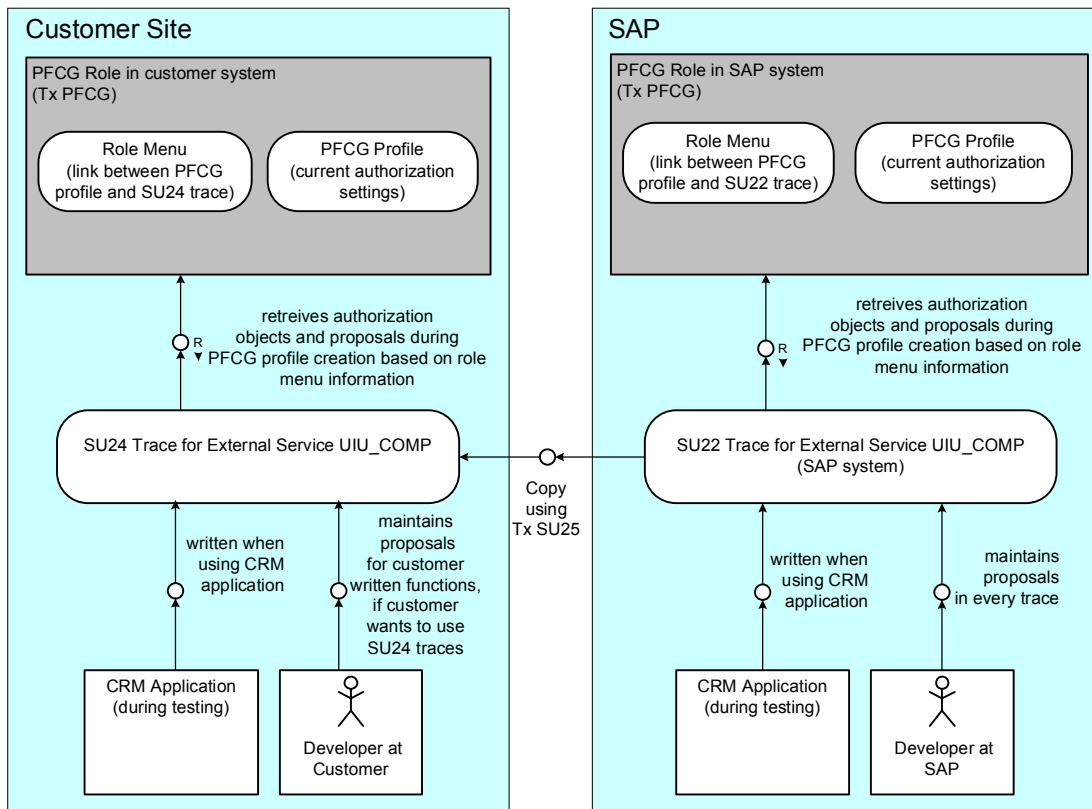 Customer Site
PFCG Role in customer system
(Tx PFCG)
Role Menu
(link between PFCG
profile and SU24 trace)
PFCG Profile
(current authorization
settings)
R
retreives authorization
objects and proposals during
PFCG profile creation based on role
menu information
SU24 Trace for External Service UIU_COMP
written when
using CRM
application
maintains
proposals
for customer
written functions,
if customer
wants to use
SU24 traces
CRM Application
(during testing)
Developer at
Customer
Copy
using
Tx SU25
SAP
PFCG Role in SAP system
(Tx PFCG)
Role Menu
(link between PFCG
profile and SU22 trace)
PFCG Profile
(current authorization
settings)
R
retreives authorization
objects and proposals during
PFCG profile creation based on role
menu information
SU22 Trace for External Service UIU_COMP
(SAP system)
written when
using CRM
application
maintains
proposals
in every trace
CRM Application
(during testing)
Developer at
SAP